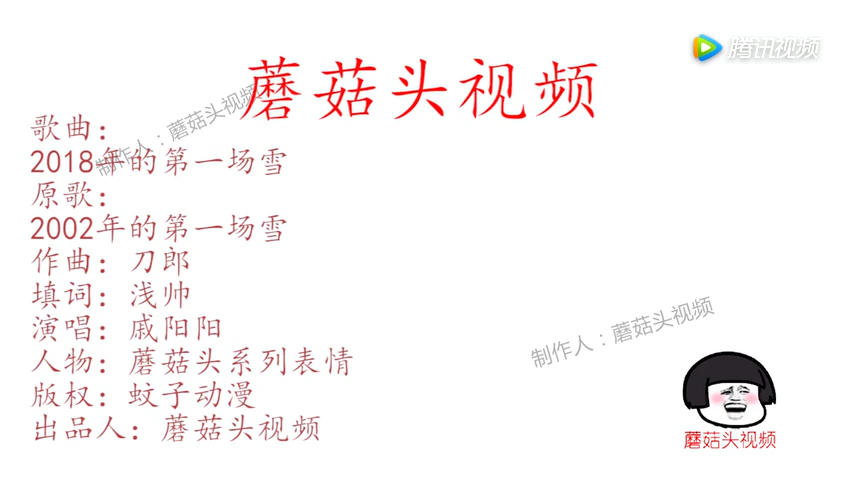 腾讯视频
蘑菇头视频
制作人：蘑菇头视频
歌曲：
2018年的第一场雪
原歌：
2002年的第一场雪
作曲：刀郎
填词：浅帅
演唱：戚阳阳
人物：蘑菇头系列表情
版权：蚊子动漫
出品人：蘑菇头视频
制作人：蘑菇头视频
蘑菇头视频